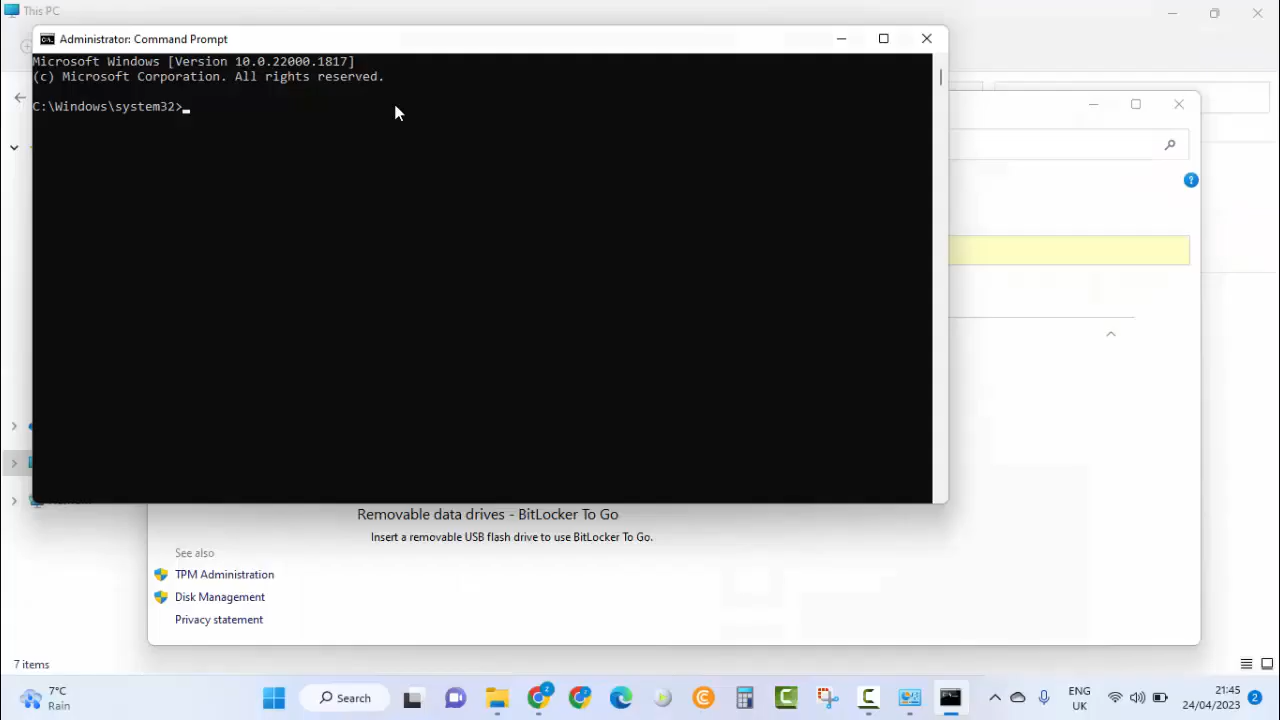 This PC
Administrator: Command Prompt
Microsoft Windows [Version 10.0.22000.1817]
(c) Microsoft Corporation. All rights reserved.
C:\Windows\system32>
Removable data drives - BitLocker To Go
Insert a removable USB flash drive to use BitLocker To Go.
See also
TPM Administration
Disk Management
Privacy statement
7 items
7°C
Rain
Search
2
ENG
UK
21:45
24/04/2023
2